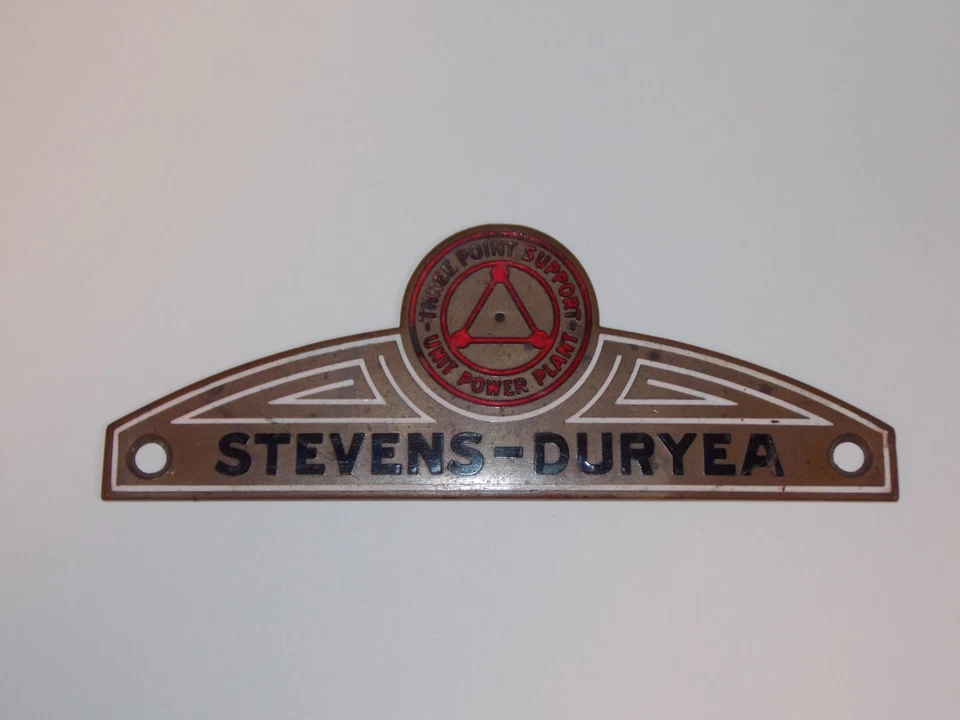 -THREE POINT SUPPORT-
UNIT POWER PLANT
STEVENS-DURYEA